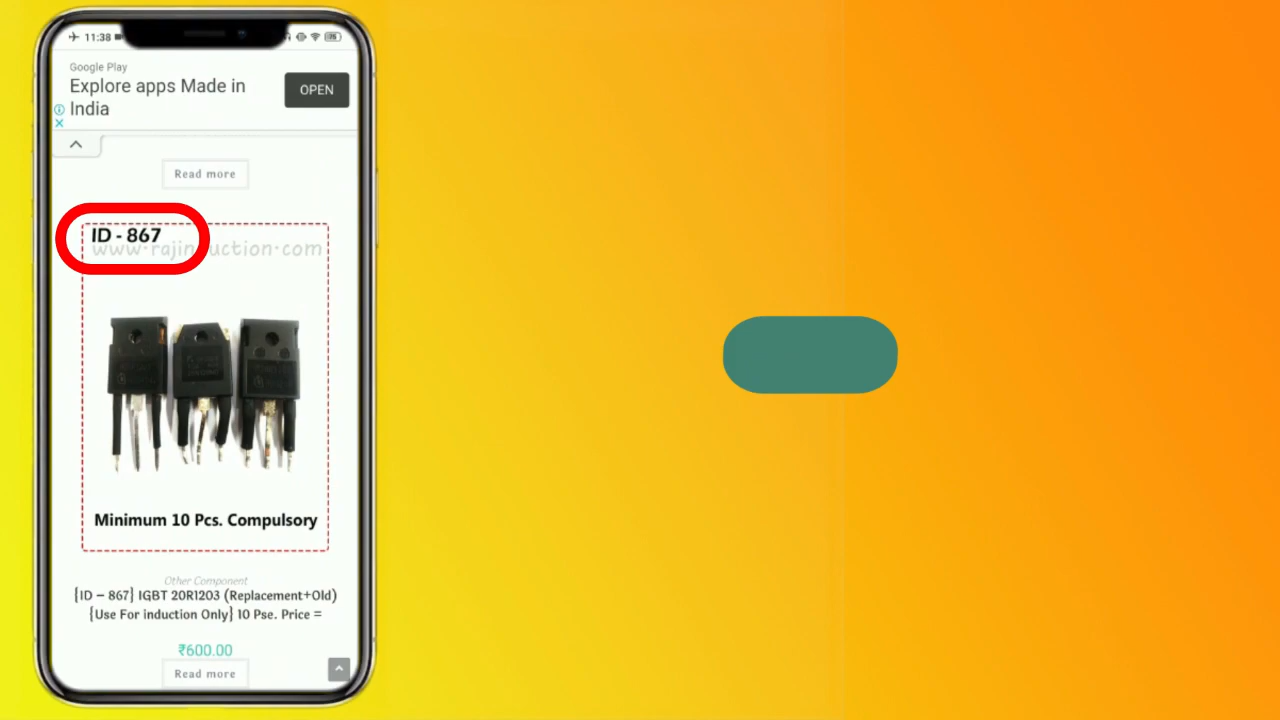 11:38
Google Play
Explore apps Made in
India
OPEN
Read more
ID - 867
www.rajinduction.com
Minimum 10 Pcs. Compulsory
Other Component
{ID – 867} IGBT 20R1203 (Replacement+Old)
{Use For induction Only} 10 Pse. Price =
₹600.00
Read more